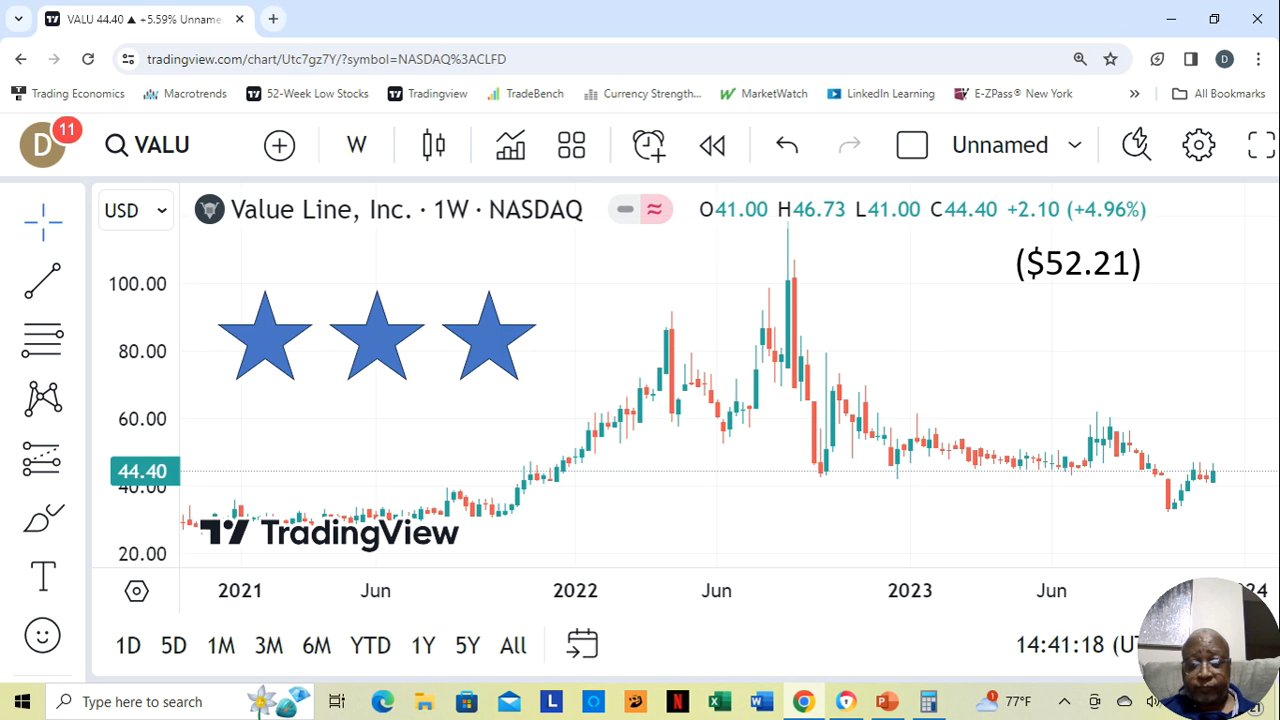 VALU 44.40 ▲ +5.59% Unname
tradingview.com/chart/Utc7gz7Y/?symbol=NASDAQ%3ACLFD
D
Trading Economics
Macrotrends
52-Week Low Stocks
Tradingview
TradeBench
Currency Strength...
MarketWatch
LinkedIn Learning
E-ZPass® New York
»
All Bookmarks
D
11
VALU
W
Unnamed
USD
Value Line, Inc. · 1W · NASDAQ
O41.00 H46.73 L41.00 C44.40 +2.10 (+4.96%)
($52.21)
100.00
80.00
60.00
44.40
40.00
20.00
TradingView
2021
Jun
2022
Jun
2023
Jun
2024
1D
5D
1M
3M
6M
YTD
1Y
5Y
All
14:41:18 (UT
Type here to search
77°F